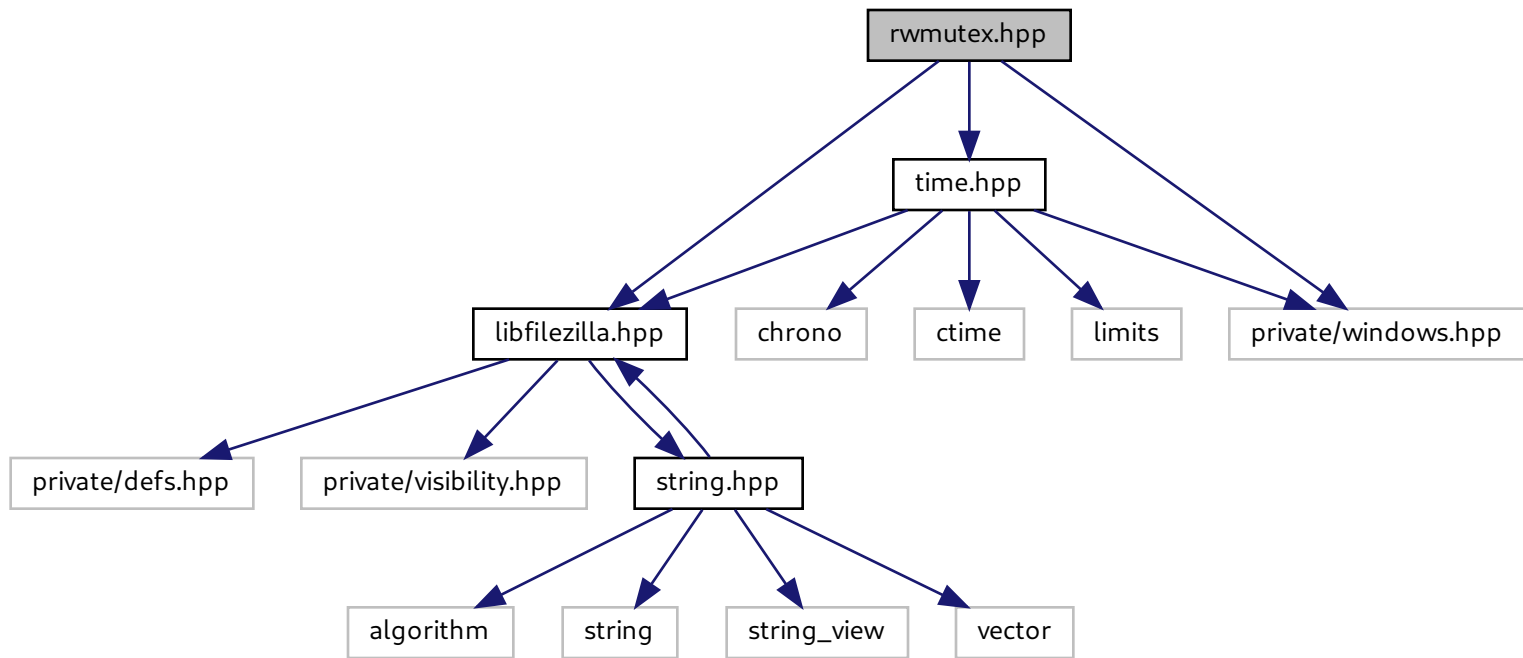 rwmutex.hpp
time.hpp
libfilezilla.hpp
chrono
ctime
limits
private/windows.hpp
private/defs.hpp
private/visibility.hpp
string.hpp
algorithm
string
string_view
vector